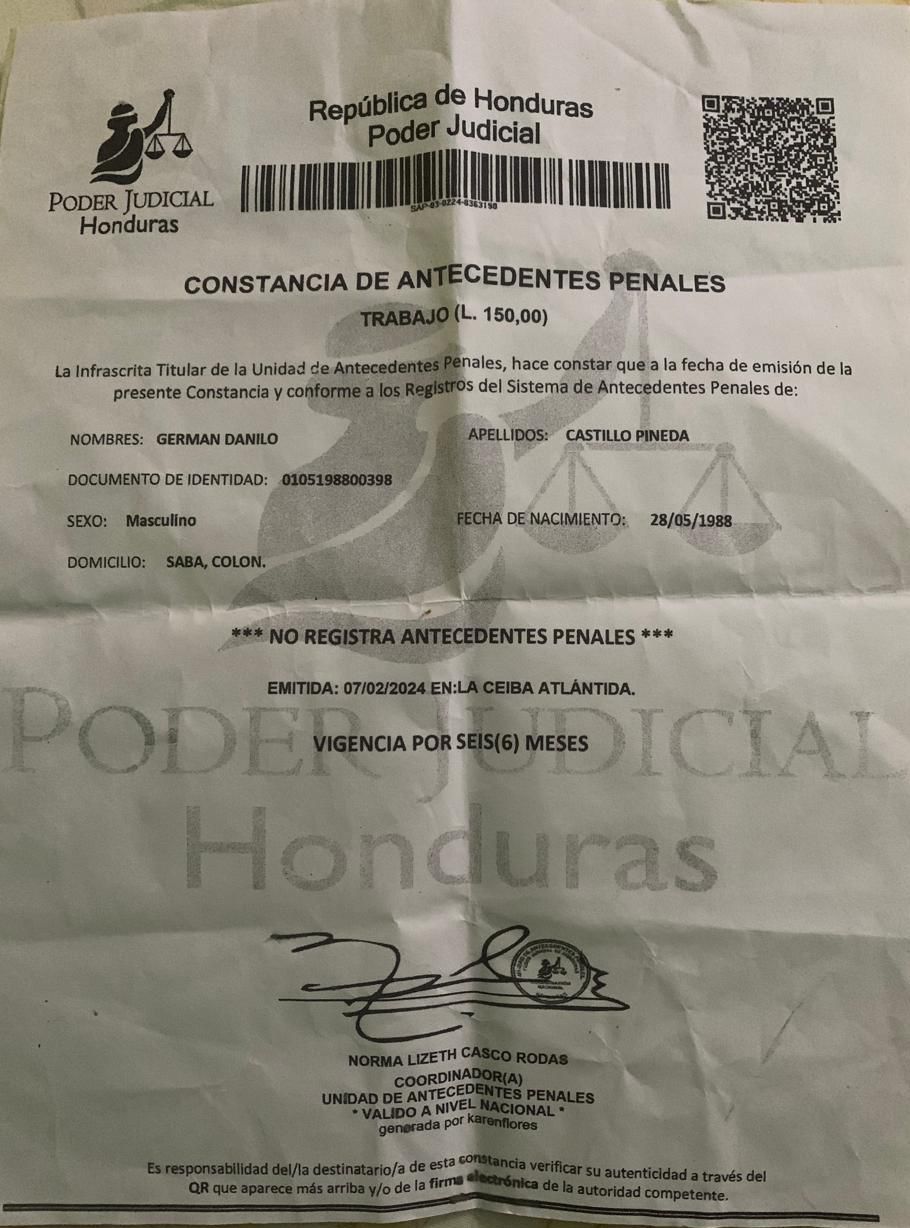 República de Honduras
Poder Judicial
PODER JUDICIAL
Honduras
SAP-03-0224-8363198
CONSTANCIA DE ANTECEDENTES PENALES
TRABAJO (L. 150,00)
La Infrascrita Titular de la Unidad de Antecedentes Penales, hace constar que a la fecha de emisión de la
presente Constancia y conforme a los Registros del Sistema de Antecedentes Penales de:
NOMBRES: GERMAN DANILO APELLIDOS: CASTILLO PINEDA
DOCUMENTO DE IDENTIDAD: 0105198800398
SEXO: Masculino FECHA DE NACIMIENTO: 28/05/1988
DOMICILIO: SABA, COLON.
*** NO REGISTRA ANTECEDENTES PENALES ***
EMITIDA: 07/02/2024 EN:LA CEIBA ATLÁNTIDA.
PODER JUDICIAL
VIGENCIA POR SEIS(6) MESES
Honduras
NORMA LIZETH CASCO RODAS
COORDINADOR(A)
UNIDAD DE ANTECEDENTES PENALES
* VALIDO A NIVEL NACIONAL *
generada por karenflores
Es responsabilidad del/la destinatario/a de esta constancia verificar su autenticidad a través del
QR que aparece más arriba y/o de la firma electrónica de la autoridad competente.